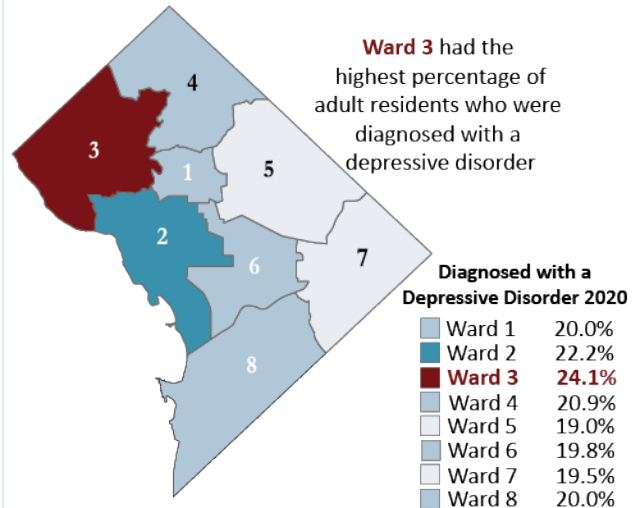 Ward 3 had the
highest percentage of
adult residents who were
diagnosed with a
depressive disorder
4
3
1
5
2
6
7
8
Diagnosed with a
Depressive Disorder 2020
Ward 1 20.0%
Ward 2 22.2%
Ward 3 24.1%
Ward 4 20.9%
Ward 5 19.0%
Ward 6 19.8%
Ward 7 19.5%
Ward 8 20.0%